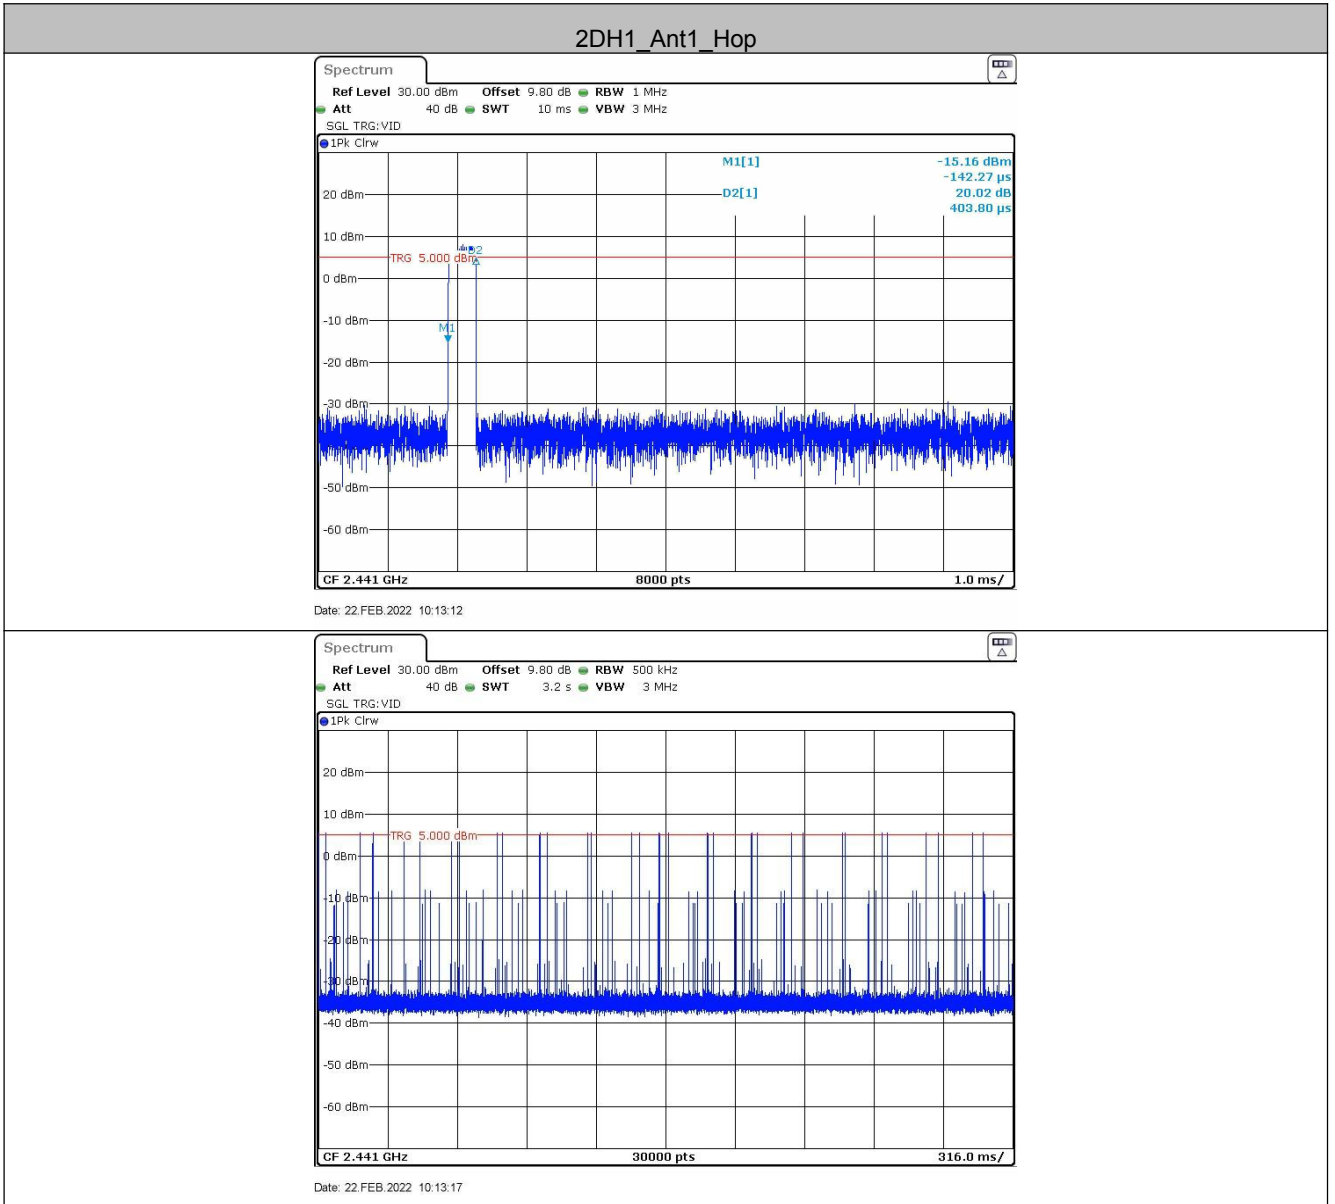 2DH1_Ant1_Hop
Spectrum
Ref Level 30.00 dBm Offset 9.80 dB RBW 1 MHz
Att 40 dB SWT 10 ms VBW 3 MHz
SGL TRG:VID
1Pk Clrw
M1[1] -15.16 dBm
-142.27 µs
20 dBm D2[1] 20.02 dB
403.80 µs
10 dBm
D2
TRG 5.000 dBm
0 dBm
-10 dBm
M1
-20 dBm
-30 dBm
-50 dBm
-60 dBm
CF 2.441 GHz 8000 pts 1.0 ms/
Date: 22.FEB.2022 10:13:12
Spectrum
Ref Level 30.00 dBm Offset 9.80 dB RBW 500 kHz
Att 40 dB SWT 3.2 s VBW 3 MHz
SGL TRG:VID
1Pk Clrw
20 dBm
10 dBm
TRG 5.000 dBm
0 dBm
-10 dBm
-20 dBm
-30 dBm
-40 dBm
-50 dBm
-60 dBm
CF 2.441 GHz 30000 pts 316.0 ms/
Date: 22.FEB.2022 10:13:17